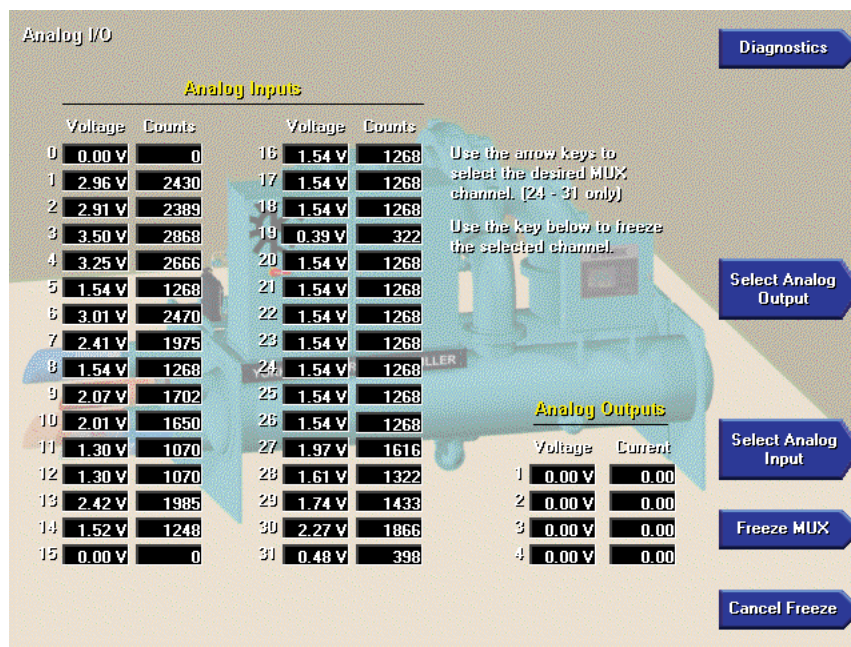 Analog I/O
Diagnostics
Analog Inputs
Voltage Counts Voltage Counts
0 0.00 V 0 16 1.54 V 1268
1 2.96 V 2430 17 1.54 V 1268
2 2.91 V 2389 18 1.54 V 1268
3 3.50 V 2868 19 0.39 V 322
4 3.25 V 2666 20 1.54 V 1268
5 1.54 V 1268 21 1.54 V 1268
6 3.01 V 2470 22 1.54 V 1268
7 2.41 V 1975 23 1.54 V 1268
8 1.54 V 1268 24 1.54 V 1268
9 2.07 V 1702 25 1.54 V 1268
10 2.01 V 1650 26 1.54 V 1268
11 1.30 V 1070 27 1.97 V 1616
12 1.30 V 1070 28 1.61 V 1322
13 2.42 V 1985 29 1.74 V 1433
14 1.52 V 1248 30 2.27 V 1866
15 0.00 V 0 31 0.48 V 398
Use the arrow keys to
select the desired MUX
channel. (24 - 31 only)
Use the key below to freeze
the selected channel.
Select Analog
Output
Analog Outputs
Voltage Current
1 0.00 V 0.00
2 0.00 V 0.00
3 0.00 V 0.00
4 0.00 V 0.00
Select Analog
Input
Freeze MUX
Cancel Freeze